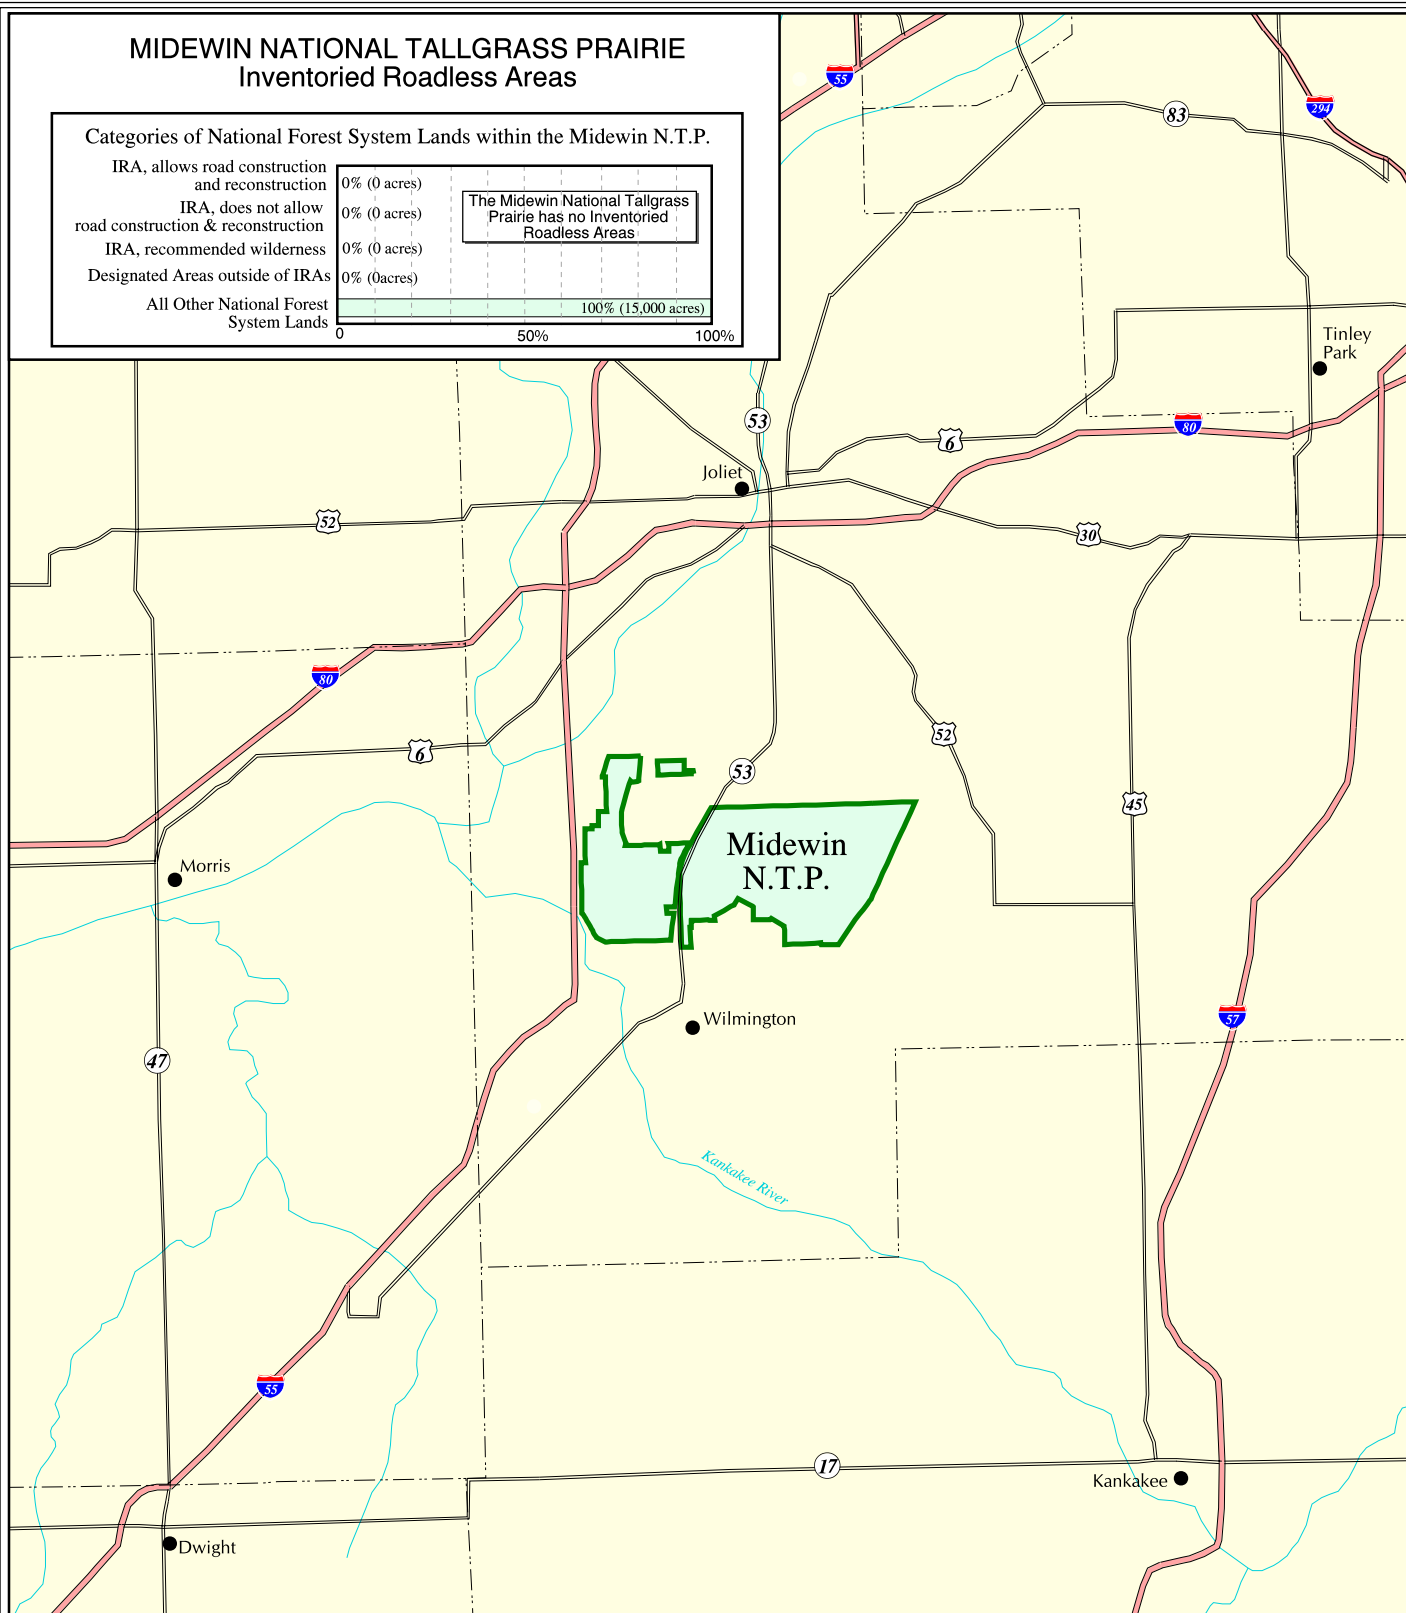 MIDEWIN NATIONAL TALLGRASS PRAIRIE
Inventoried Roadless Areas
Categories of National Forest System Lands within the Midewin N.T.P.
IRA, allows road construction
and reconstruction
0% (0 acres)
IRA, does not allow
road construction & reconstruction
0% (0 acres)
IRA, recommended wilderness
0% (0 acres)
Designated Areas outside of IRAs
0% (0acres)
All Other National Forest
System Lands
100% (15,000 acres)
0
50%
100%
The Midewin National Tallgrass
Prairie has no Inventoried
Roadless Areas
55
294
83
Tinley
Park
53
6
80
Joliet
52
30
80
6
52
53
45
Midewin
N.T.P.
Morris
Wilmington
57
47
Kankakee River
55
17
Kankakee
Dwight